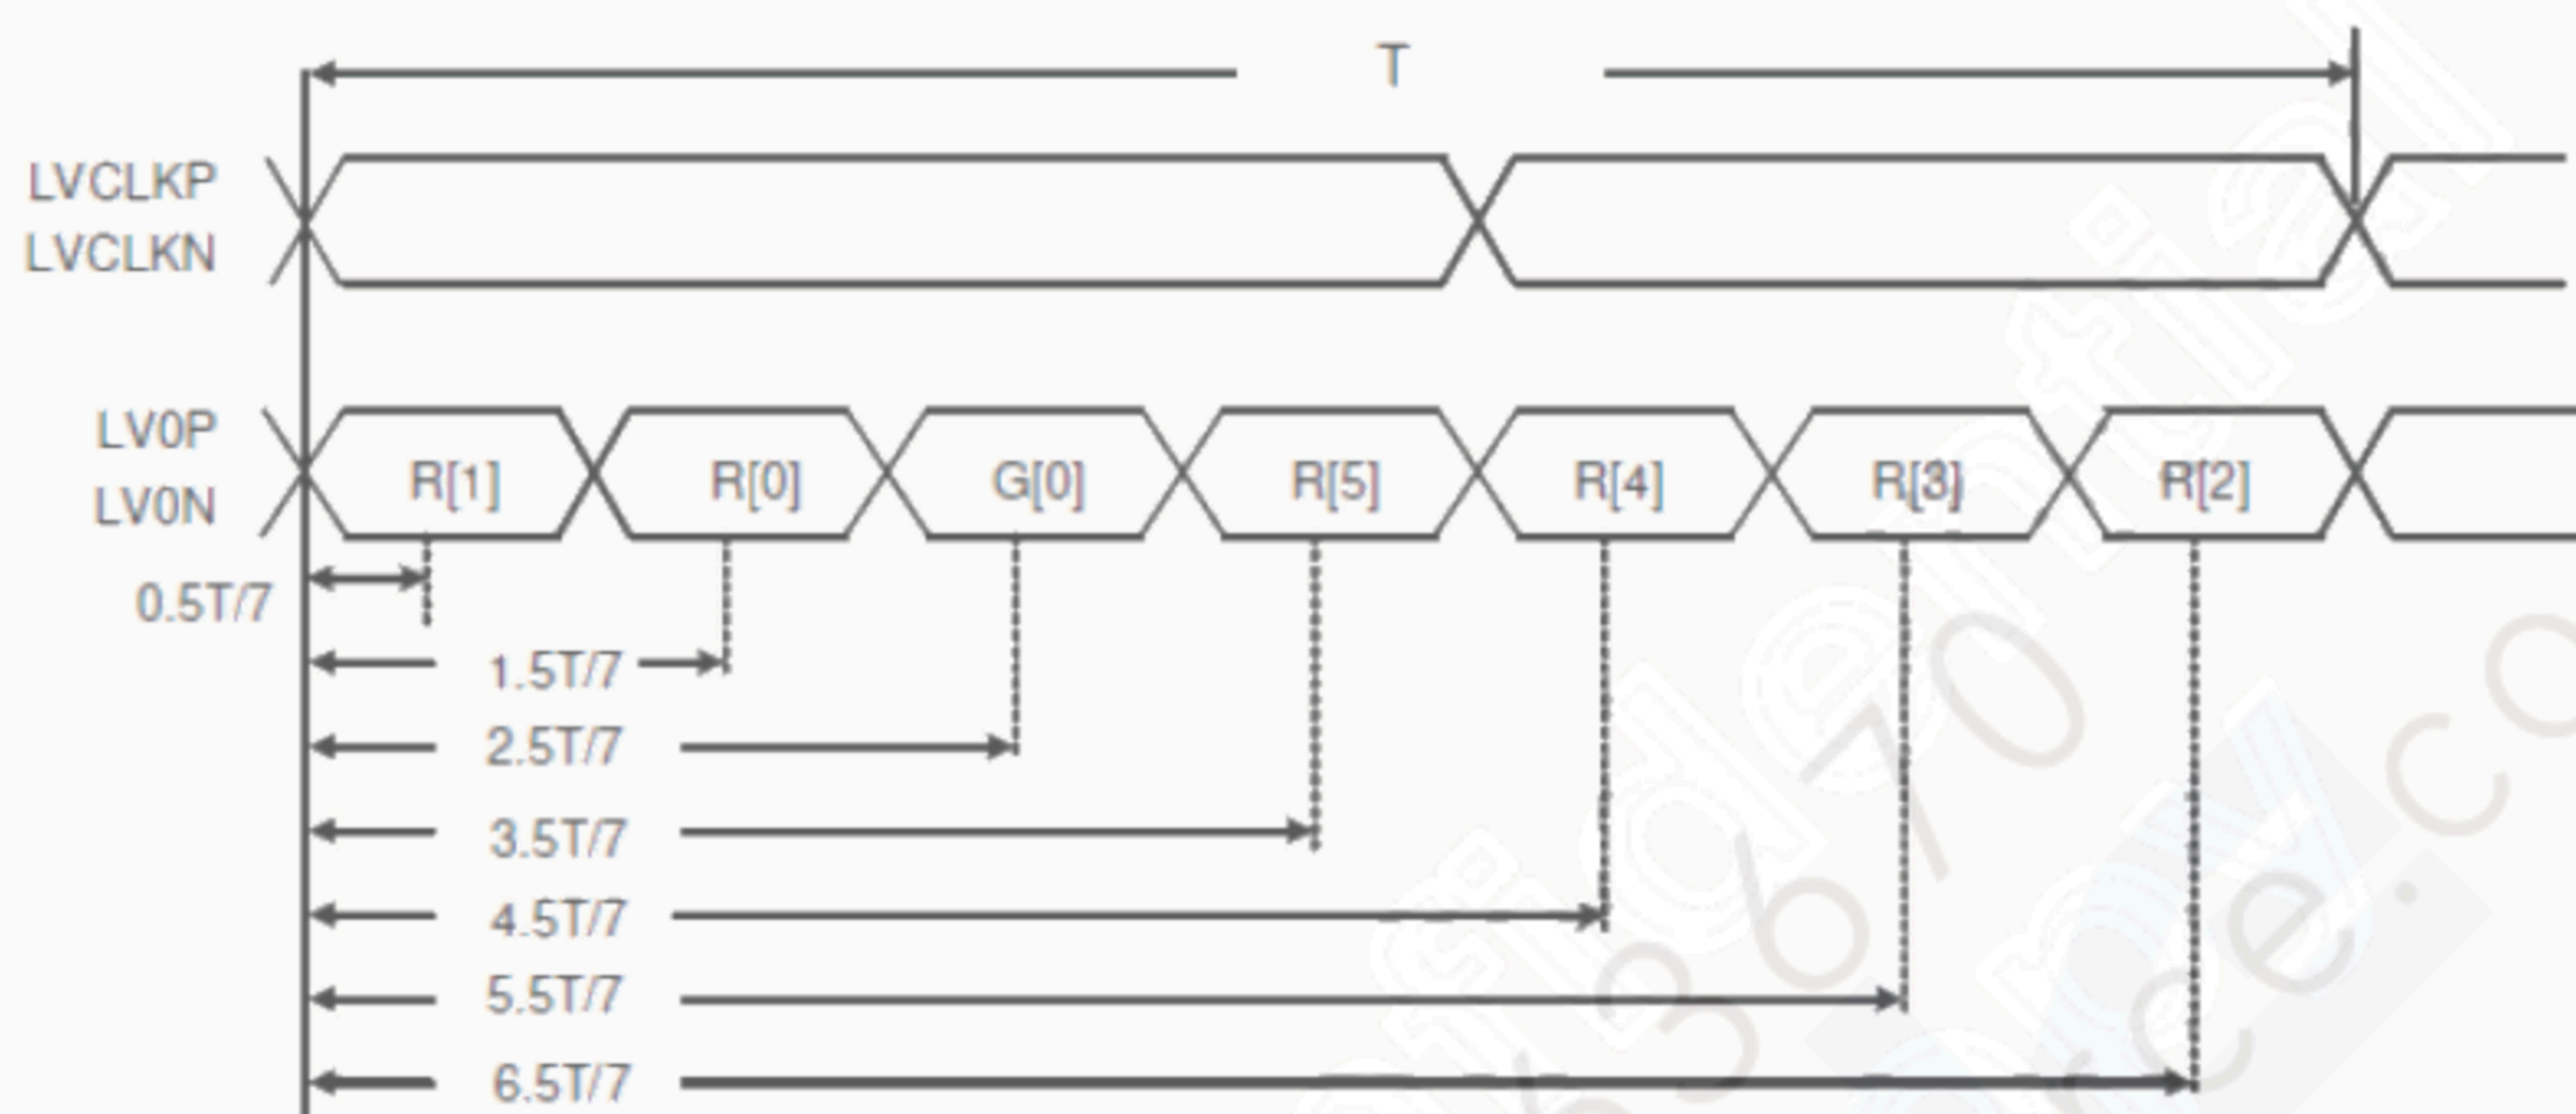 T
LVCLKP
LVCLKN
LV0P
LV0N
R[1] R[0] G[0] R[5] R[4] R[3] R[2]
0.5T/7
1.5T/7
2.5T/7
3.5T/7
4.5T/7
5.5T/7
6.5T/7